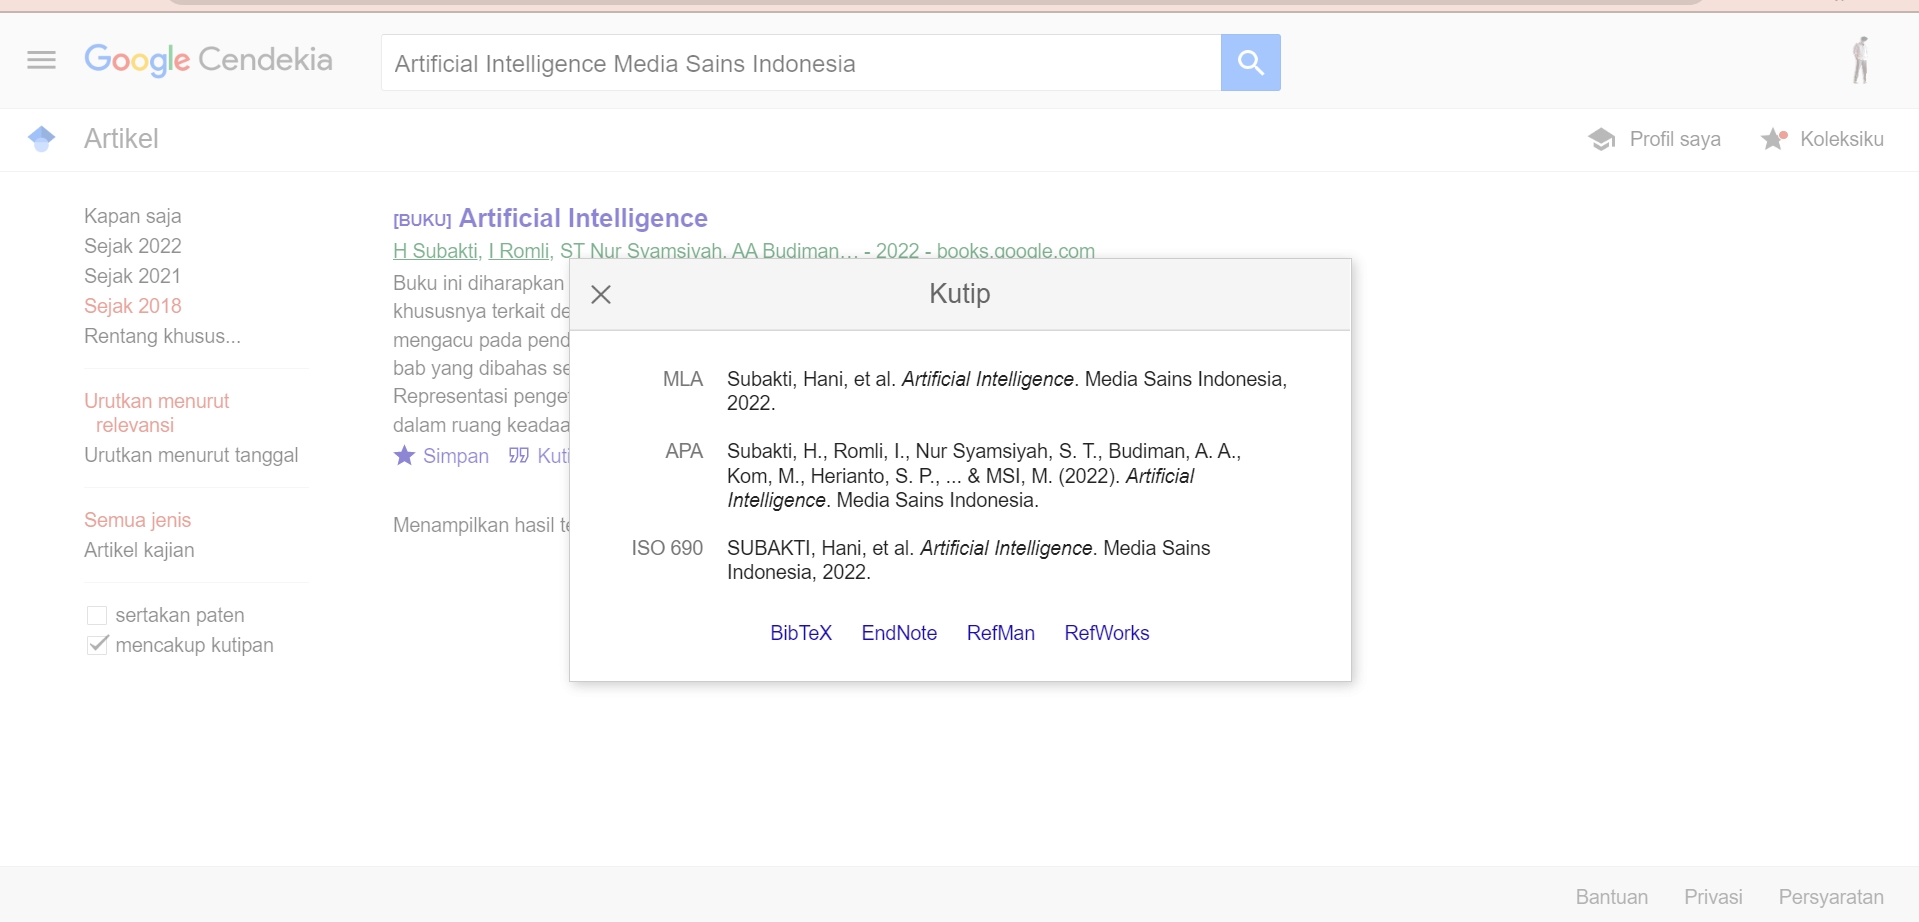 Google Cendekia
Artificial Intelligence Media Sains Indonesia
Artikel
Profil saya
Koleksiku
Kapan saja
Sejak 2022
Sejak 2021
Sejak 2018
Rentang khusus...
Urutkan menurut
relevansi
Urutkan menurut tanggal
Semua jenis
Artikel kajian
sertakan paten
mencakup kutipan
[BUKU] Artificial Intelligence
H Subakti, I Romli, ST Nur Syamsiyah, AA Budiman… - 2022 - books.google.com
Buku ini diharapkan
khususnya terkait de
mengacu pada pend
bab yang dibahas se
Representasi penge
dalam ruang keadaa
Simpan Kuti
Menampilkan hasil te
Kutip
MLA Subakti, Hani, et al. Artificial Intelligence. Media Sains Indonesia,
2022.
APA Subakti, H., Romli, I., Nur Syamsiyah, S. T., Budiman, A. A.,
Kom, M., Herianto, S. P., ... & MSI, M. (2022). Artificial
Intelligence. Media Sains Indonesia.
ISO 690 SUBAKTI, Hani, et al. Artificial Intelligence. Media Sains
Indonesia, 2022.
BibTeX EndNote RefMan RefWorks
Bantuan Privasi Persyaratan